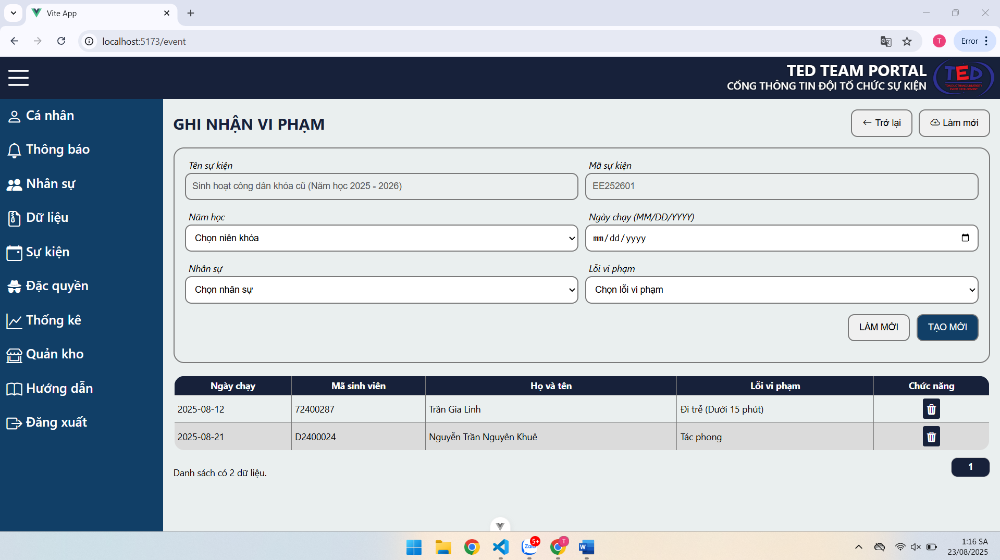 Vite App
localhost:5173/event
T
Error
TED TEAM PORTAL
CỔNG THÔNG TIN ĐỘI TỔ CHỨC SỰ KIỆN
TED
TON DUC THANG UNIVERSITY
EVENT DEVELOPMENT
Cá nhân
Thông báo
Nhân sự
Dữ liệu
Sự kiện
Đặc quyền
Thống kê
Quản kho
Hướng dẫn
Đăng xuất
GHI NHẬN VI PHẠM
Trở lại
Làm mới
Tên sự kiện
Mã sự kiện
Sinh hoạt công dân khóa cũ (Năm học 2025 - 2026)
EE252601
Năm học
Ngày chạy (MM/DD/YYYY)
Chọn niên khóa
mm/dd/yyyy
Nhân sự
Lỗi vi phạm
Chọn nhân sự
Chọn lỗi vi phạm
LÀM MỚI
TẠO MỚI
Ngày chạy Mã sinh viên Họ và tên Lỗi vi phạm Chức năng
2025-08-12 72400287 Trần Gia Linh Đi trễ (Dưới 15 phút)
2025-08-21 D2400024 Nguyễn Trần Nguyên Khuê Tác phong
Danh sách có 2 dữ liệu.
1
Zalo
5+
T
W
1:16 SA
23/08/2025